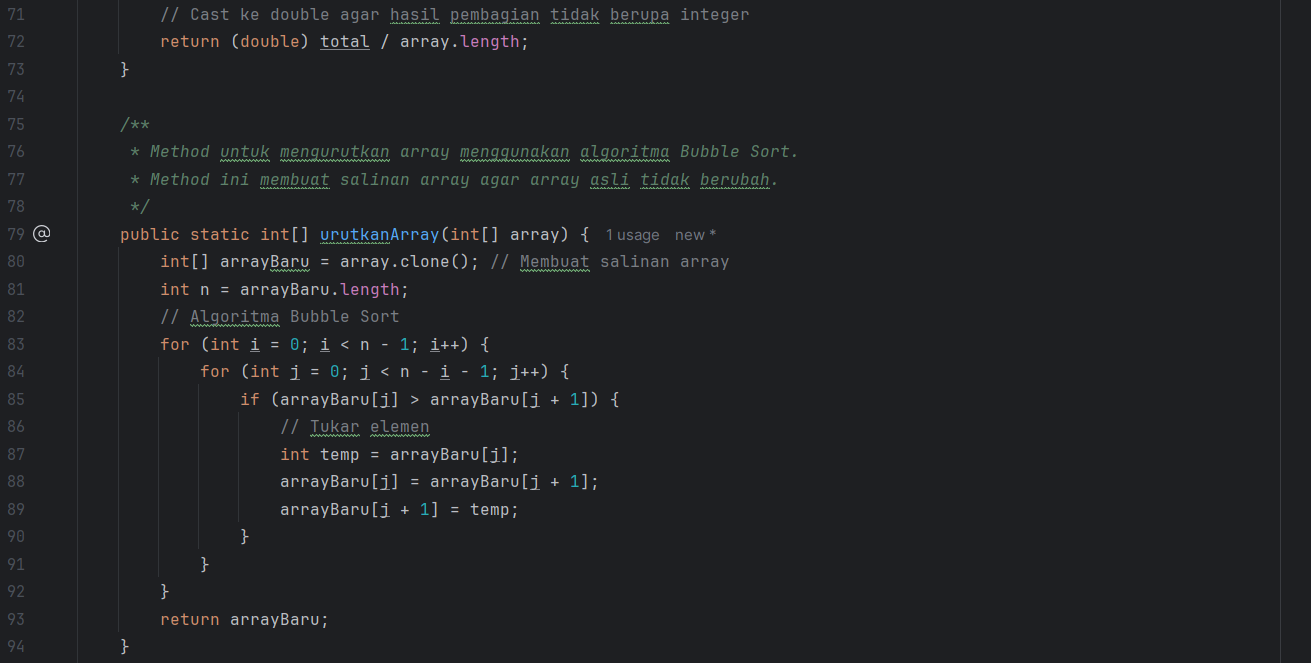 71 // Cast ke double agar hasil pembagian tidak berupa integer
72 return (double) total / array.length;
73 }
74
75 /**
76 * Method untuk mengurutkan array menggunakan algoritma Bubble Sort.
77 * Method ini membuat salinan array agar array asli tidak berubah.
78 */
79 @ public static int[] urutkanArray(int[] array) { 1 usage new *
80 int[] arrayBaru = array.clone(); // Membuat salinan array
81 int n = arrayBaru.length;
82 // Algoritma Bubble Sort
83 for (int i = 0; i < n - 1; i++) {
84 for (int j = 0; j < n - i - 1; j++) {
85 if (arrayBaru[j] > arrayBaru[j + 1]) {
86 // Tukar elemen
87 int temp = arrayBaru[j];
88 arrayBaru[j] = arrayBaru[j + 1];
89 arrayBaru[j + 1] = temp;
90 }
91 }
92 }
93 return arrayBaru;
94 }